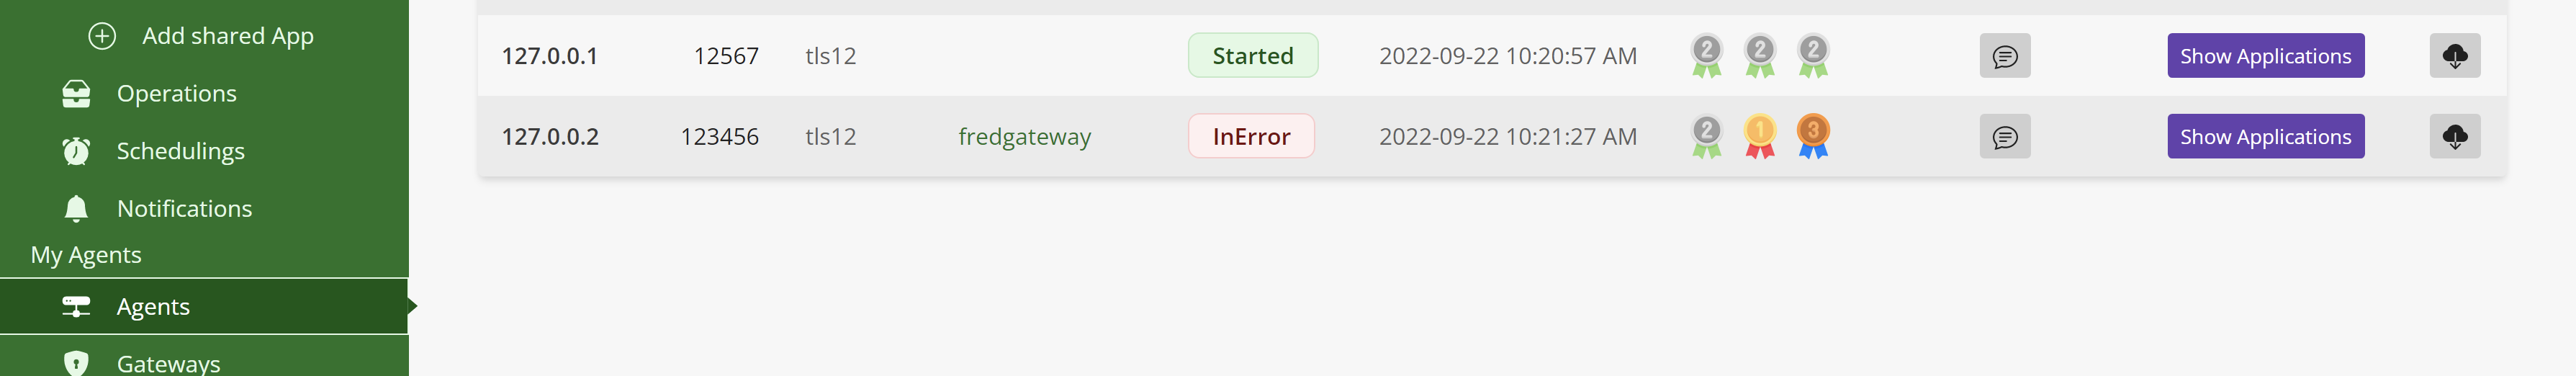 Add shared App
Operations
Schedulings
Notifications
My Agents
Agents
Gateways
127.0.0.1 12567 tls12 Started 2022-09-22 10:20:57 AM 2 2 2 Show Applications
127.0.0.2 123456 tls12 fredgateway InError 2022-09-22 10:21:27 AM 2 1 3 Show Applications